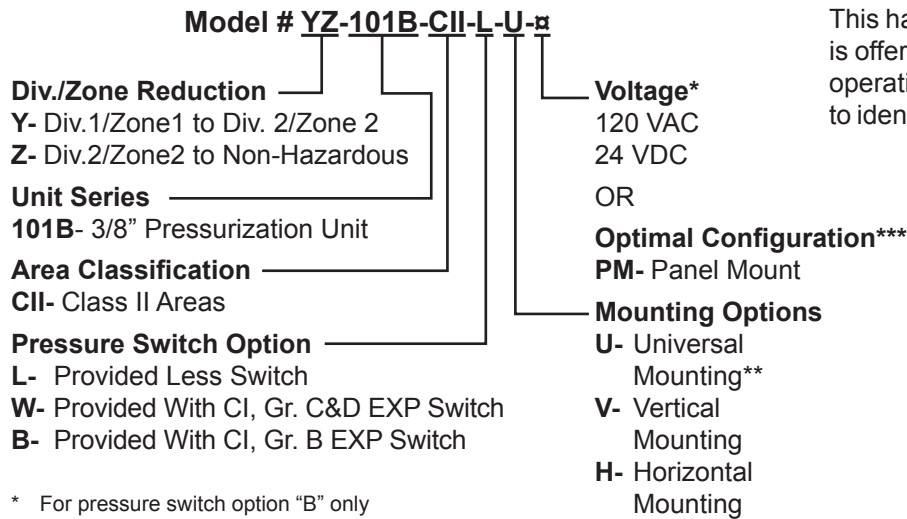 Model # YZ-101B-CII-L-U-¤
Div./Zone Reduction
Y- Div.1/Zone1 to Div. 2/Zone 2
Z- Div.2/Zone2 to Non-Hazardous
Unit Series
101B- 3/8” Pressurization Unit
Area Classification
CII- Class II Areas
Pressure Switch Option
L- Provided Less Switch
W- Provided With CI, Gr. C&D EXP Switch
B- Provided With CI, Gr. B EXP Switch
* For pressure switch option “B” only
Voltage*
120 VAC
24 VDC
OR
Optimal Configuration***
PM- Panel Mount
Mounting Options
U- Universal
Mounting**
V- Vertical
Mounting
H- Horizontal
Mounting
This
is
to